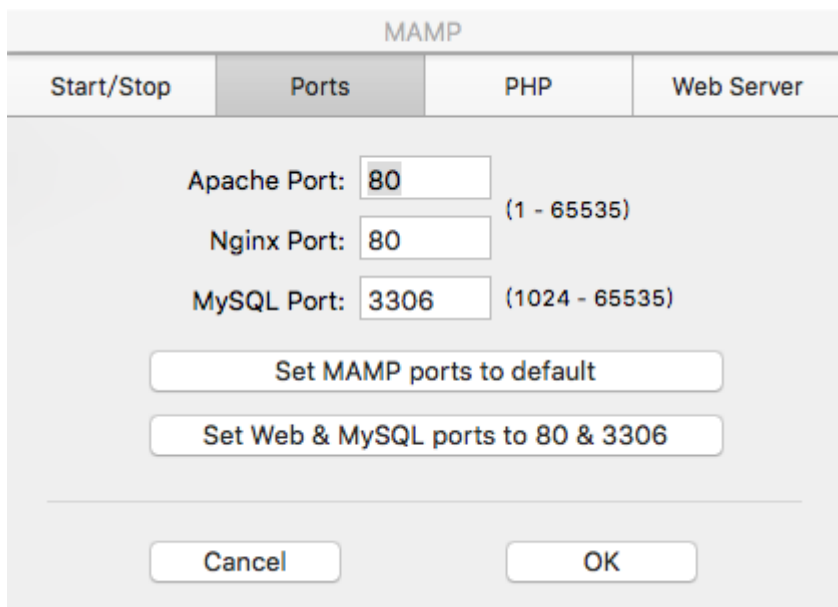 MAMP
Start/Stop Ports PHP Web Server
Apache Port: 80
(1 - 65535)
Nginx Port: 80
MySQL Port: 3306 (1024 - 65535)
Set MAMP ports to default
Set Web & MySQL ports to 80 & 3306
Cancel OK